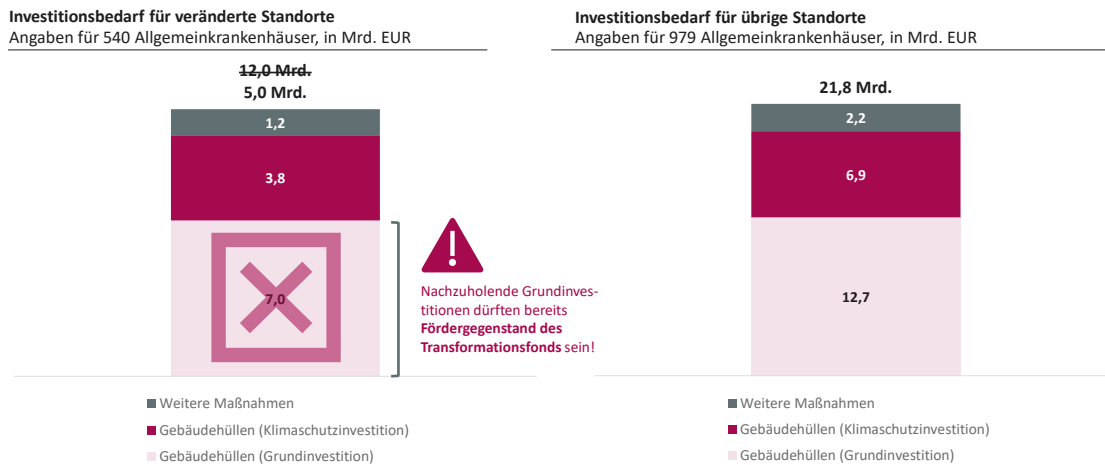 Investitionsbedarf für veränderte Standorte
Angaben für 540 Allgemeinkrankenhäuser, in Mrd. EUR
12,0 Mrd.
5,0 Mrd.
1,2
3,8
7,0
Nachzuholende Grundinves-
titionen dürften bereits
Fördergegenstand des
Transformationsfonds sein!
Weitere Maßnahmen
Gebäudehüllen (Klimaschutzinvestition)
Gebäudehüllen (Grundinvestition)
Investitionsbedarf für übrige Standorte
Angaben für 979 Allgemeinkrankenhäuser, in Mrd. EUR
21,8 Mrd.
2,2
6,9
12,7
Weitere Maßnahmen
Gebäudehüllen (Klimaschutzinvestition)
Gebäudehüllen (Grundinvestition)